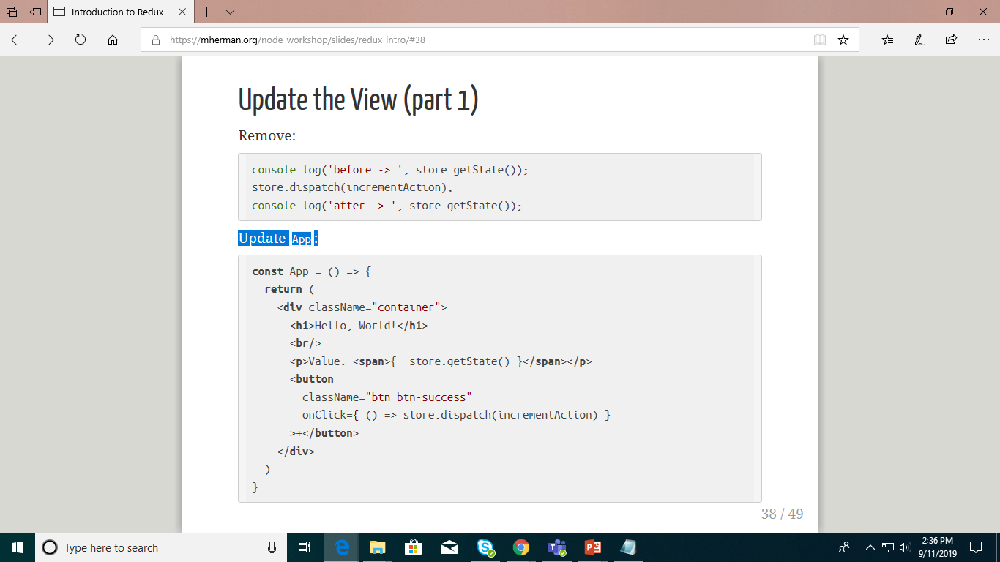 Introduction to Redux
https://mherman.org/node-workshop/slides/redux-intro/#38
Update the View (part 1)
Remove:
console.log('before -> ', store.getState());
store.dispatch(incrementAction);
console.log('after -> ', store.getState());
Update App:
const App = () => {
  return (
    <div className="container">
      <h1>Hello, World!</h1>
      <br/>
      <p>Value: <span>{  store.getState() }</span></p>
      <button
        className="btn btn-success"
        onClick={ () => store.dispatch(incrementAction) }
      >+</button>
    </div>
  )
}
38 / 49
Type here to search
2:36 PM
9/11/2019